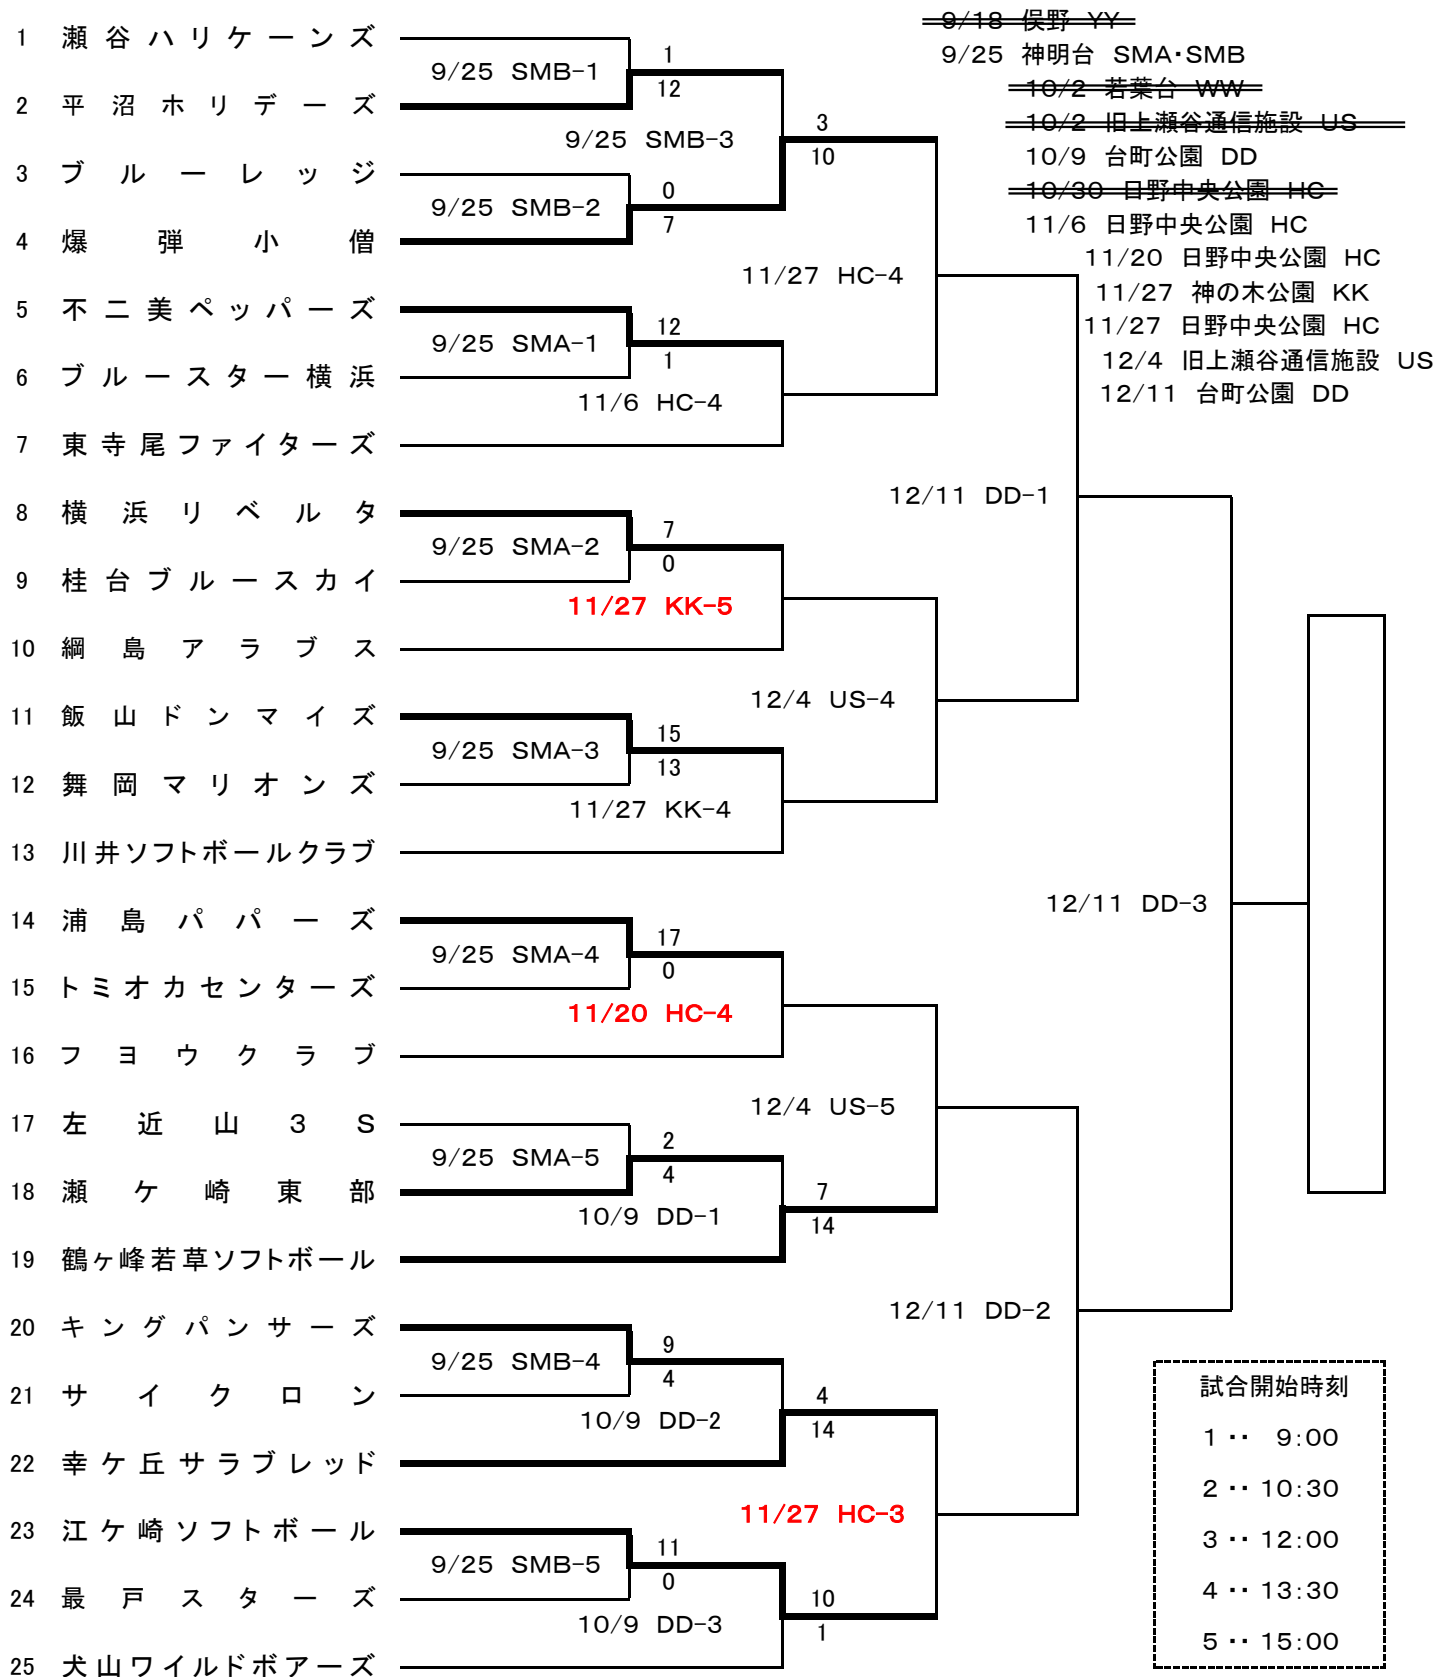 9/18 俣野 YY
9/25 神明台 SMA・SMB
10/2 若葉台 WW
10/2 旧上瀬谷通信施設 US
10/9 台町公園 DD
10/30 日野中央公園 HC
11/6 日野中央公園 HC
11/20 日野中央公園 HC
11/27 神の木公園 KK
11/27 日野中央公園 HC
12/4 旧上瀬谷通信施設 US
12/11 台町公園 DD
1 瀬谷ハリケーンズ
9/25 SMB-1
1
12
2 平沼ホリデーズ
9/25 SMB-3
3
10
3 ブルーレッジ
9/25 SMB-2
0
7
4 爆弾小僧
11/27 HC-4
5 不二美ペッパーズ
9/25 SMA-1
12
1
6 ブルースター横浜
11/6 HC-4
7 東寺尾ファイターズ
12/11 DD-1
8 横浜リベルタ
9/25 SMA-2
7
0
9 桂台ブルースカイ
11/27 KK-5
10 綱島アラブス
12/4 US-4
11 飯山ドンマイズ
9/25 SMA-3
15
13
12 舞岡マリオンズ
11/27 KK-4
13 川井ソフトボールクラブ
12/11 DD-3
14 浦島パパーズ
9/25 SMA-4
17
0
15 トミオカセンターズ
11/20 HC-4
16 フヨウクラブ
12/4 US-5
17 左近山3S
9/25 SMA-5
2
4
18 瀬ケ崎東部
10/9 DD-1
7
14
19 鶴ヶ峰若草ソフトボール
12/11 DD-2
20 キングパンサーズ
9/25 SMB-4
9
4
21 サイクロン
10/9 DD-2
4
14
22 幸ケ丘サラブレッド
11/27 HC-3
23 江ケ崎ソフトボール
9/25 SMB-5
11
0
24 最戸スターズ
10/9 DD-3
10
1
25 犬山ワイルドボアーズ
試合開始時刻
1 ・・ 9:00
2 ・・ 10:30
3 ・・ 12:00
4 ・・ 13:30
5 ・・ 15:00